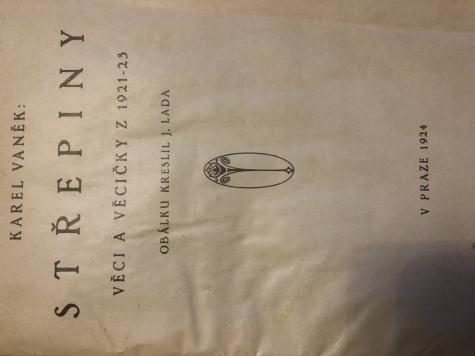 KAREL VANĚK:
STŘEPINY
VĚCI A VĚCIČKY Z 1921-23
OBÁLKU KRESLIL J. LADA
V PRAZE 1924